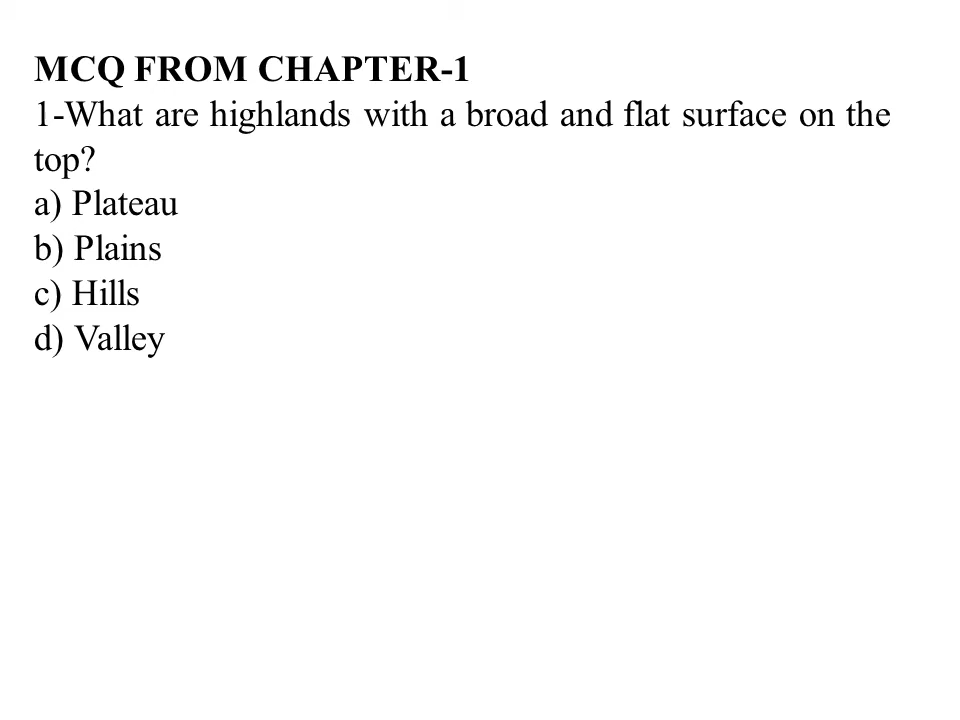 MCQ FROM CHAPTER-1
1-What are highlands with a broad and flat surface on the
top?
a) Plateau
b) Plains
c) Hills
d) Valley